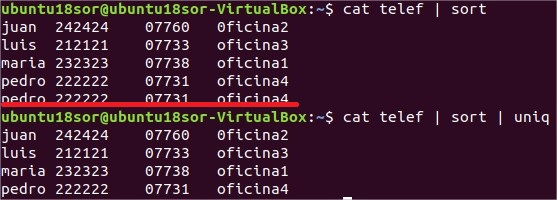 ubuntu18sor@ubuntu18sor-VirtualBox:~$ cat telef | sort
juan 242424 07760 0ficina2
luis 212121 07733 oficina3
maria 232323 07738 oficina1
pedro 222222 07731 oficina4
pedro 222222 07731 oficina4
ubuntu18sor@ubuntu18sor-VirtualBox:~$ cat telef | sort | uniq
juan 242424 07760 0ficina2
luis 212121 07733 oficina3
maria 232323 07738 oficina1
pedro 222222 07731 oficina4